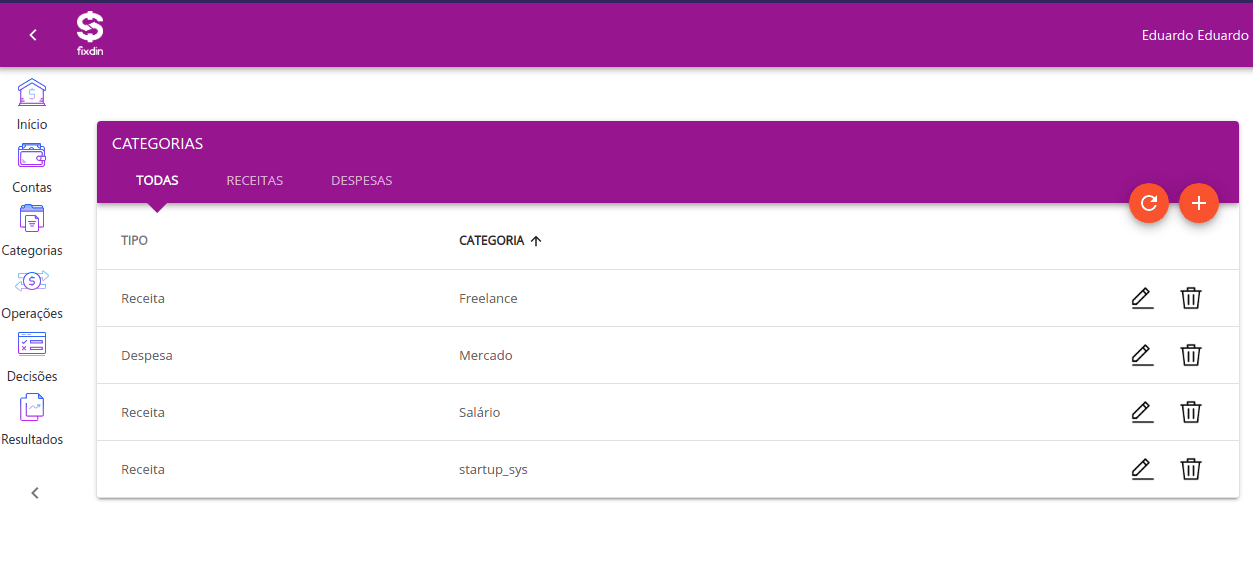 fixdin
Eduardo Eduardo
Início
Contas
Categorias
Operações
Decisões
Resultados
CATEGORIAS
TODAS RECEITAS DESPESAS
TIPO CATEGORIA
Receita Freelance
Despesa Mercado
Receita Salário
Receita startup_sys